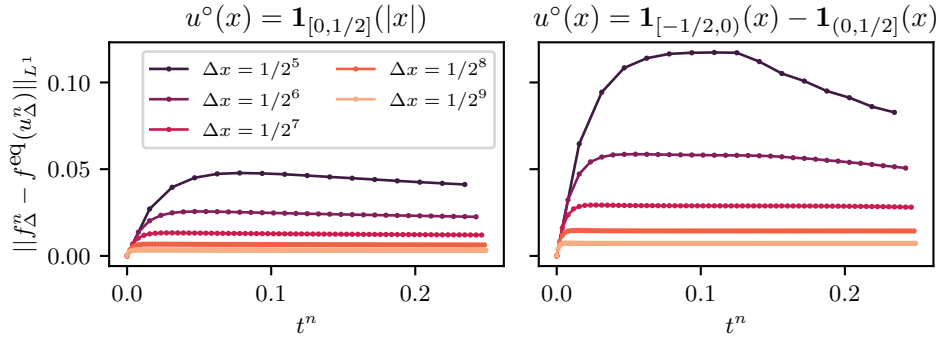 u°(x) = 𝟏_{[0,1/2]}(|x|)
u°(x) = 𝟏_{[−1/2,0)}(x) − 𝟏_{(0,1/2]}(x)
||f_Δ^n − f^{eq}(u_Δ^n)||_{L^1}
0.10
0.05
0.00
Δx = 1/2^5
Δx = 1/2^6
Δx = 1/2^7
Δx = 1/2^8
Δx = 1/2^9
0.0
0.1
0.2
t^n
0.0
0.1
0.2
t^n